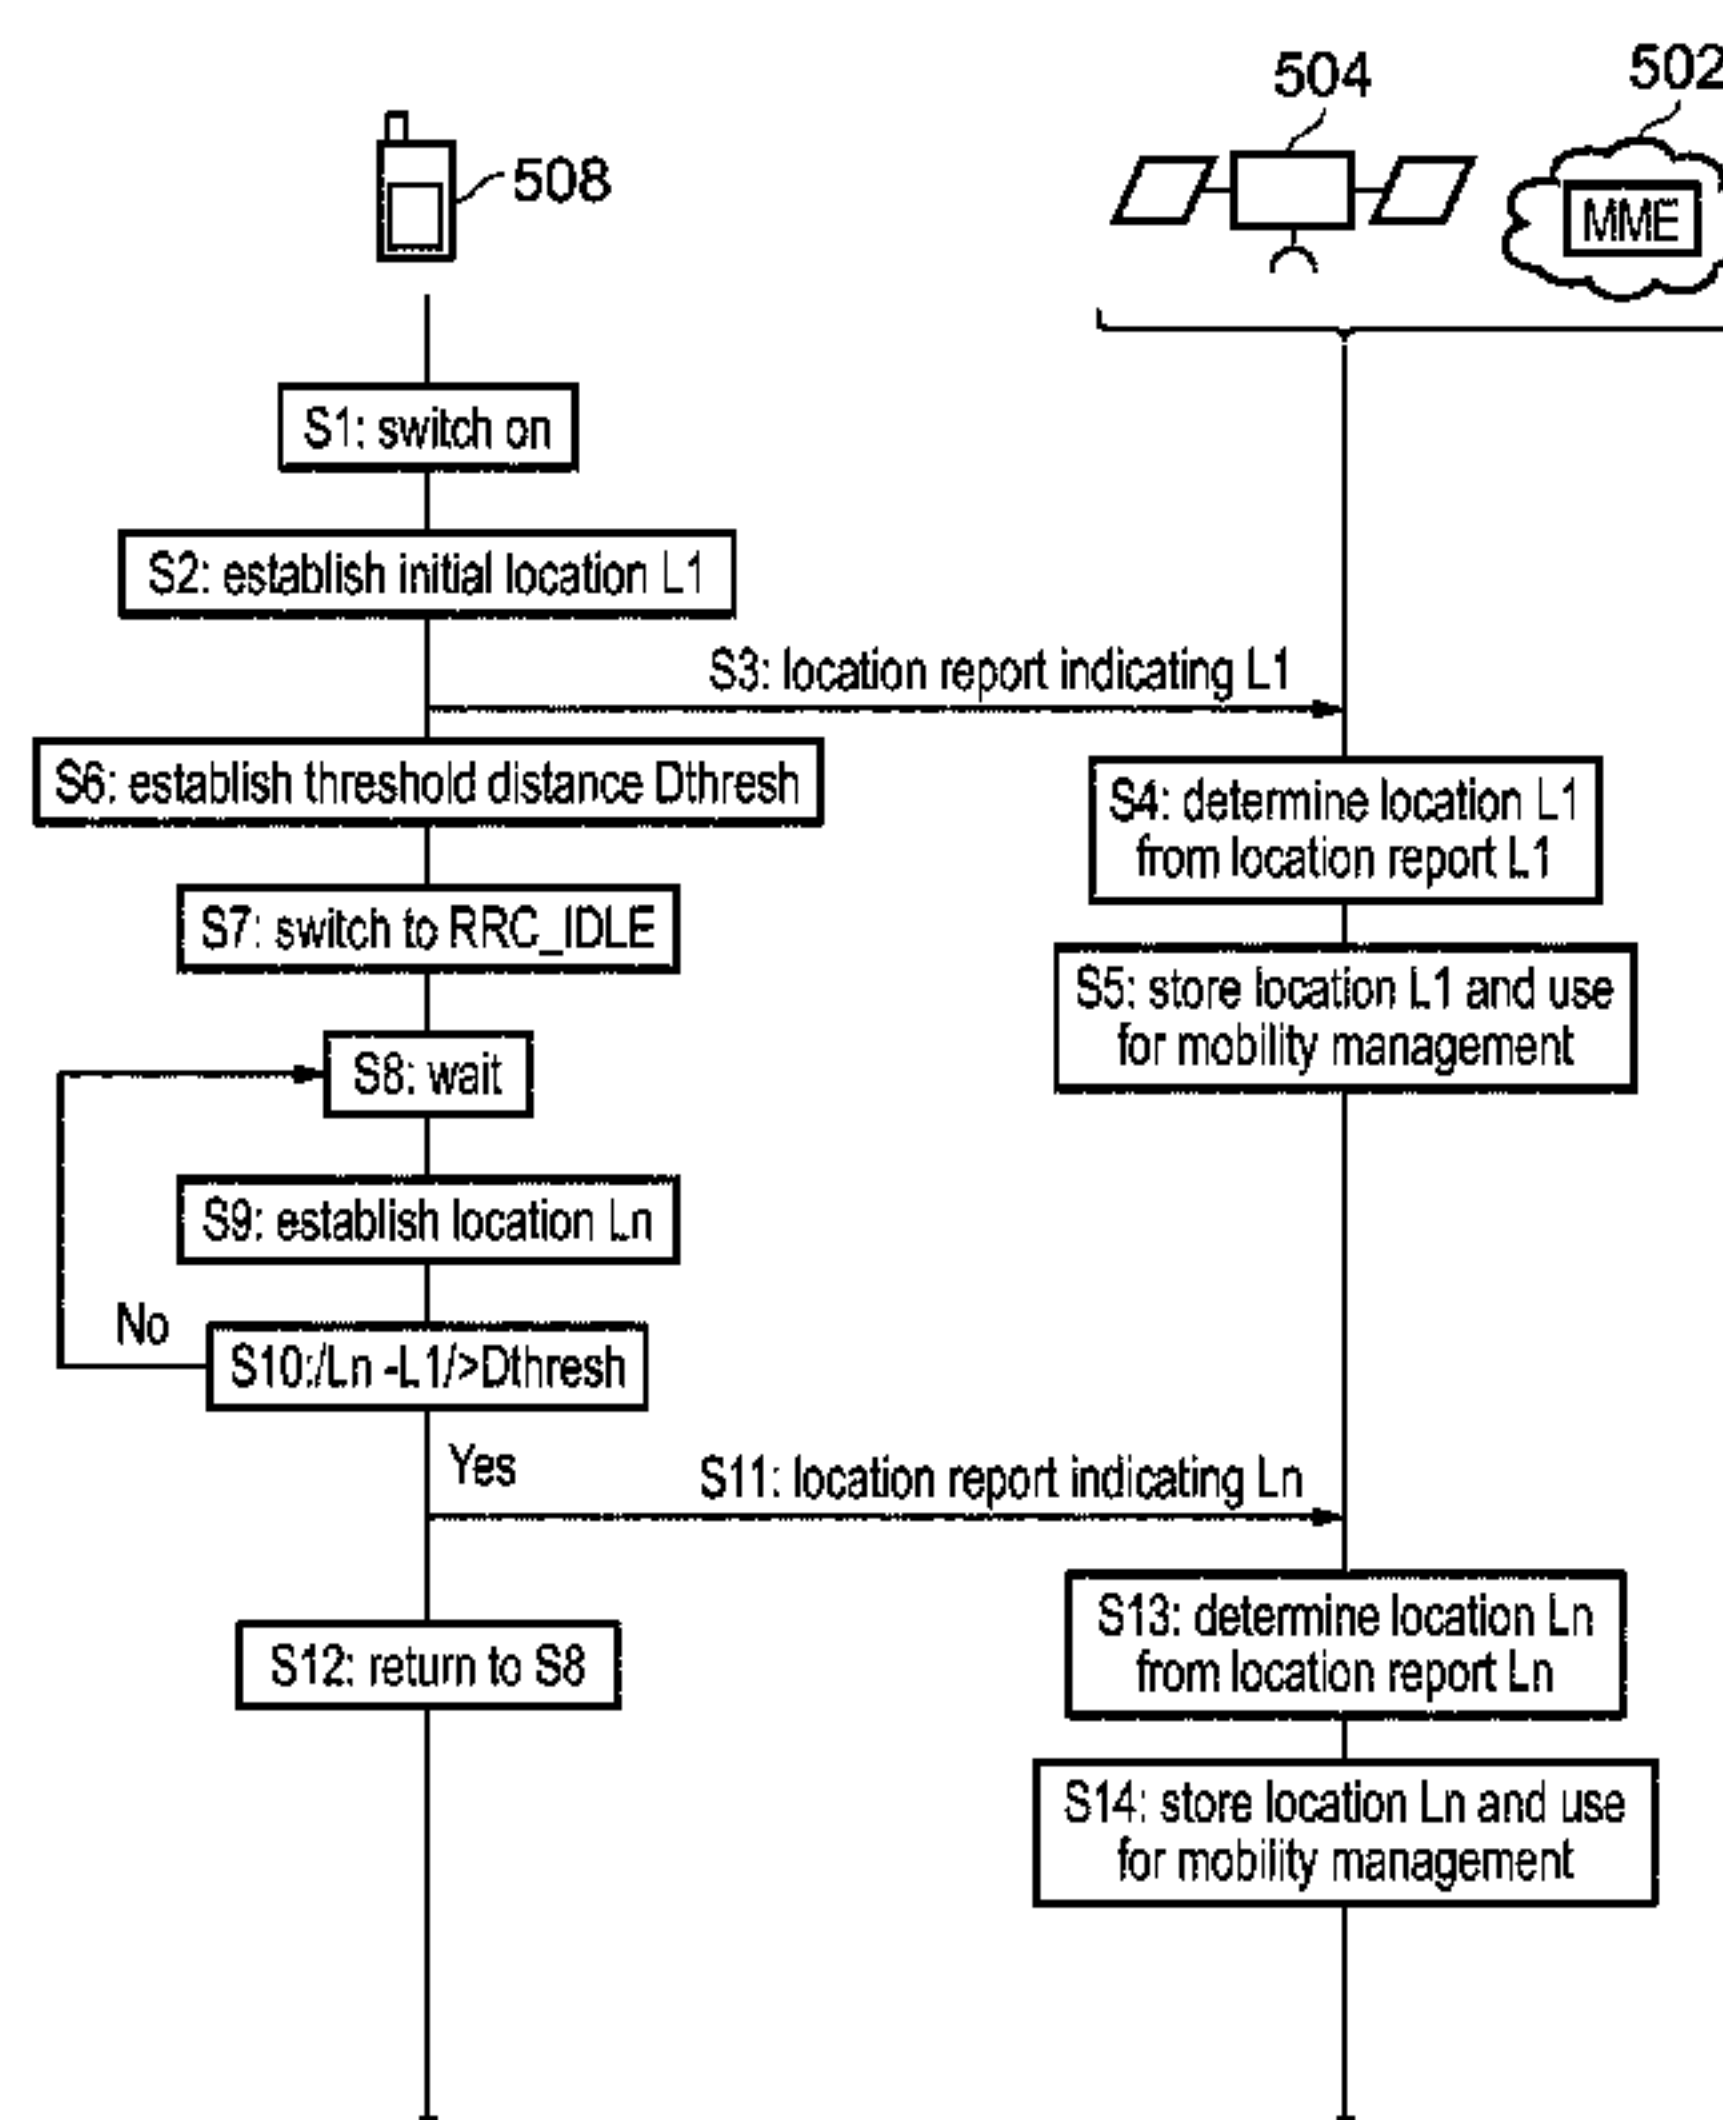 504
502
508
MME
S1: switch on
S2: establish initial location L1
S3: location report indicating L1
S6: establish threshold distance Dthresh
S4: determine location L1
from location report L1
S7: switch to RRC_IDLE
S5: store location L1 and use
for mobility management
S8: wait
S9: establish location Ln
No
S10:/Ln -L1/>Dthresh
Yes
S11: location report indicating Ln
S13: determine location Ln
from location report Ln
S12: return to S8
S14: store location Ln and use
for mobility management